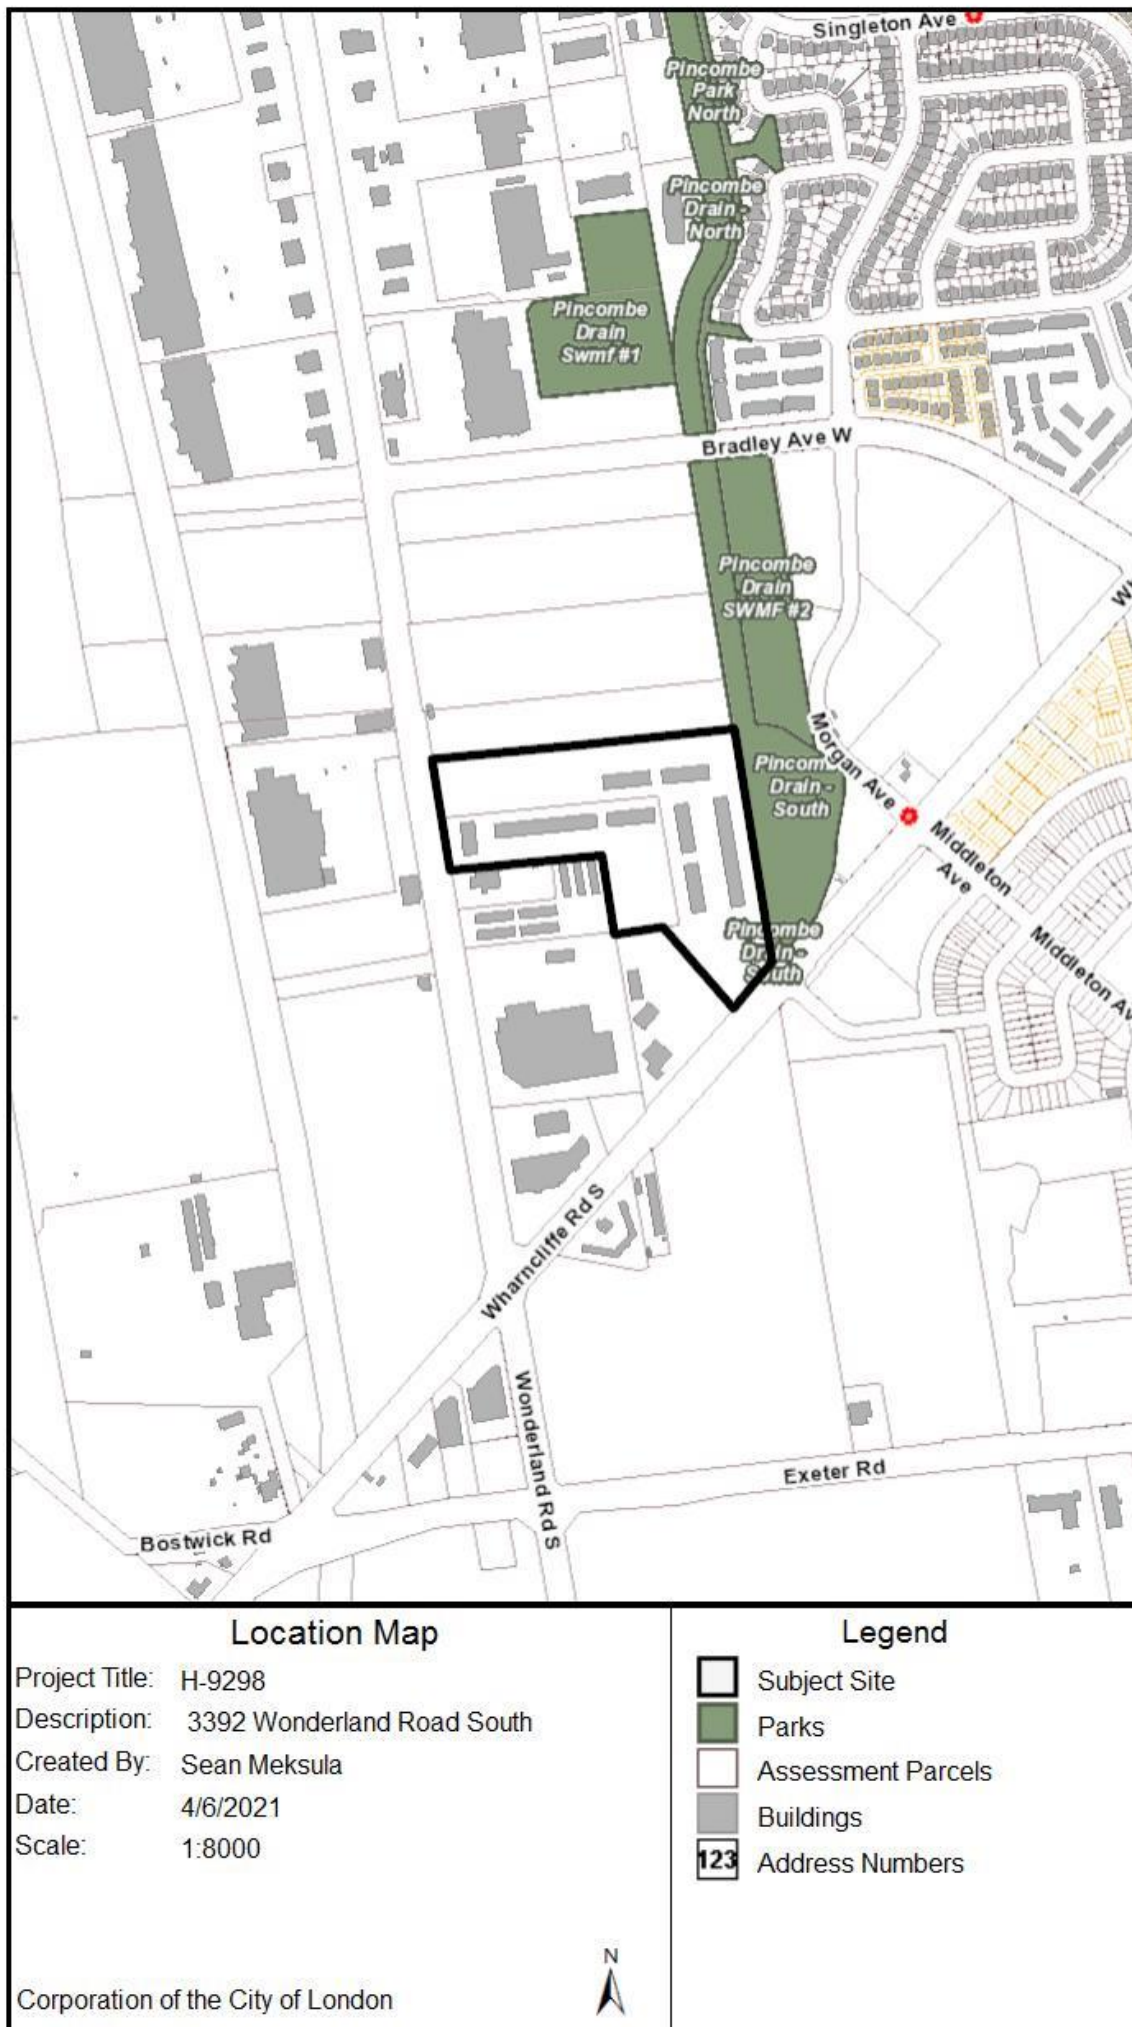 Singleton Ave
Pincombe
Park
North
Pincombe
Drain -
North
Pincombe
Drain
Swmf #1
Bradley Ave W
Pincombe
Drain
SWMF #2
Morgan Ave
Drain -
South
Middleton
Ave
Middleton
Drain -
South
Wharncliffe Rd S
Wonderland Rd S
Exeter Rd
Bostwick Rd
Location Map
Project Title: H-9298
Description: 3392 Wonderland Road South
Created By: Sean Meksula
Date: 4/6/2021
Scale: 1:8000
N
Corporation of the City of London
Legend
Subject Site
Parks
Assessment Parcels
Buildings
123 Address Numbers